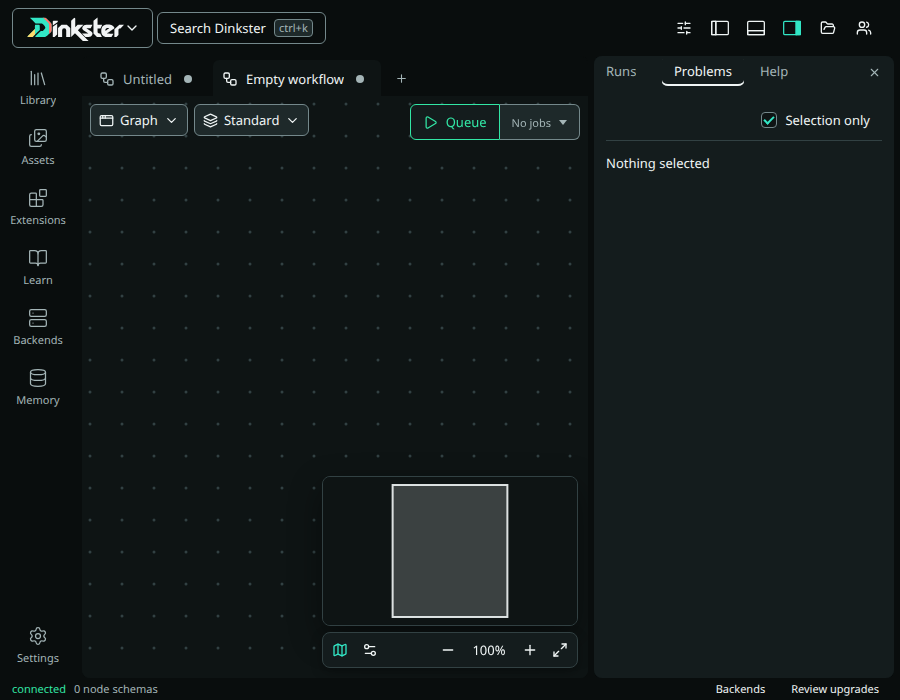 Dinkster
Search Dinkster ctrl+k
Library
Assets
Extensions
Learn
Backends
Memory
Settings
Untitled
Empty workflow
Graph
Standard
Queue
No jobs
100%
Runs
Problems
Help
Selection only
Nothing selected
connected
0 node schemas
Backends
Review upgrades